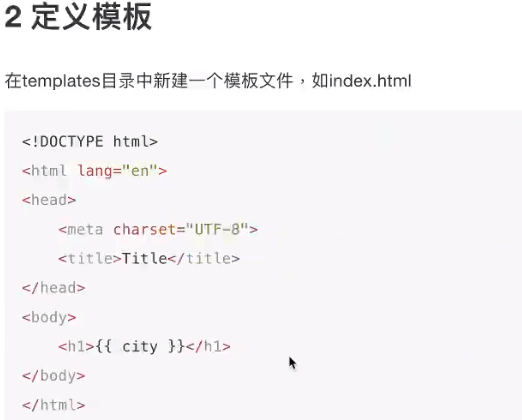 2 定义模板
在templates目录中新建一个模板文件，如index.html
<!DOCTYPE html>
<html lang="en">
<head>
    <meta charset="UTF-8">
    <title>Title</title>
</head>
<body>
    <h1>{{ city }}</h1>
</body>
</html>